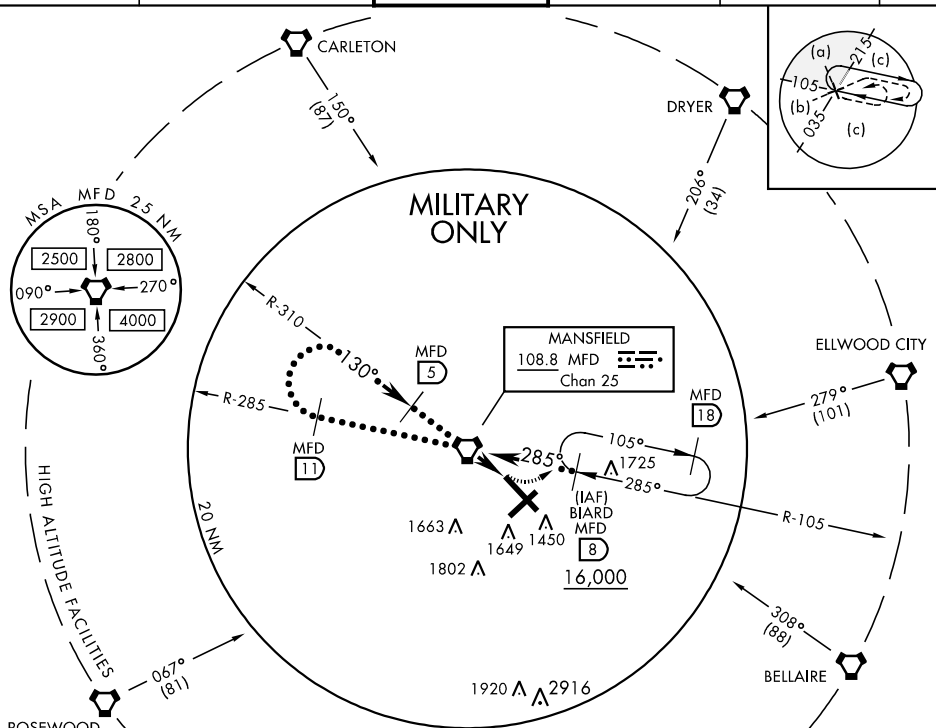 CARLETON
150°
(87)
DRYER
206°
(34)
(a)
215
(c)
105
(b)
035
(c)
MSA MFD 25 NM
180°
2500
2800
090°
270°
2900
4000
360°
MILITARY
ONLY
R-310
130°
MFD
5
R-285
MFD
11
MANSFIELD
108.8 MFD
Chan 25
ELLWOOD CITY
279°
(101)
MFD
18
105°
285°
1725
285°
(IAF)
BIARD
MFD
8
16,000
R-105
1663
1649
1450
1802
20 NM
HIGH ALTITUDE FACILITIES
308°
(88)
BELLAIRE
067°
(81)
1920
2916
ROSEWOOD